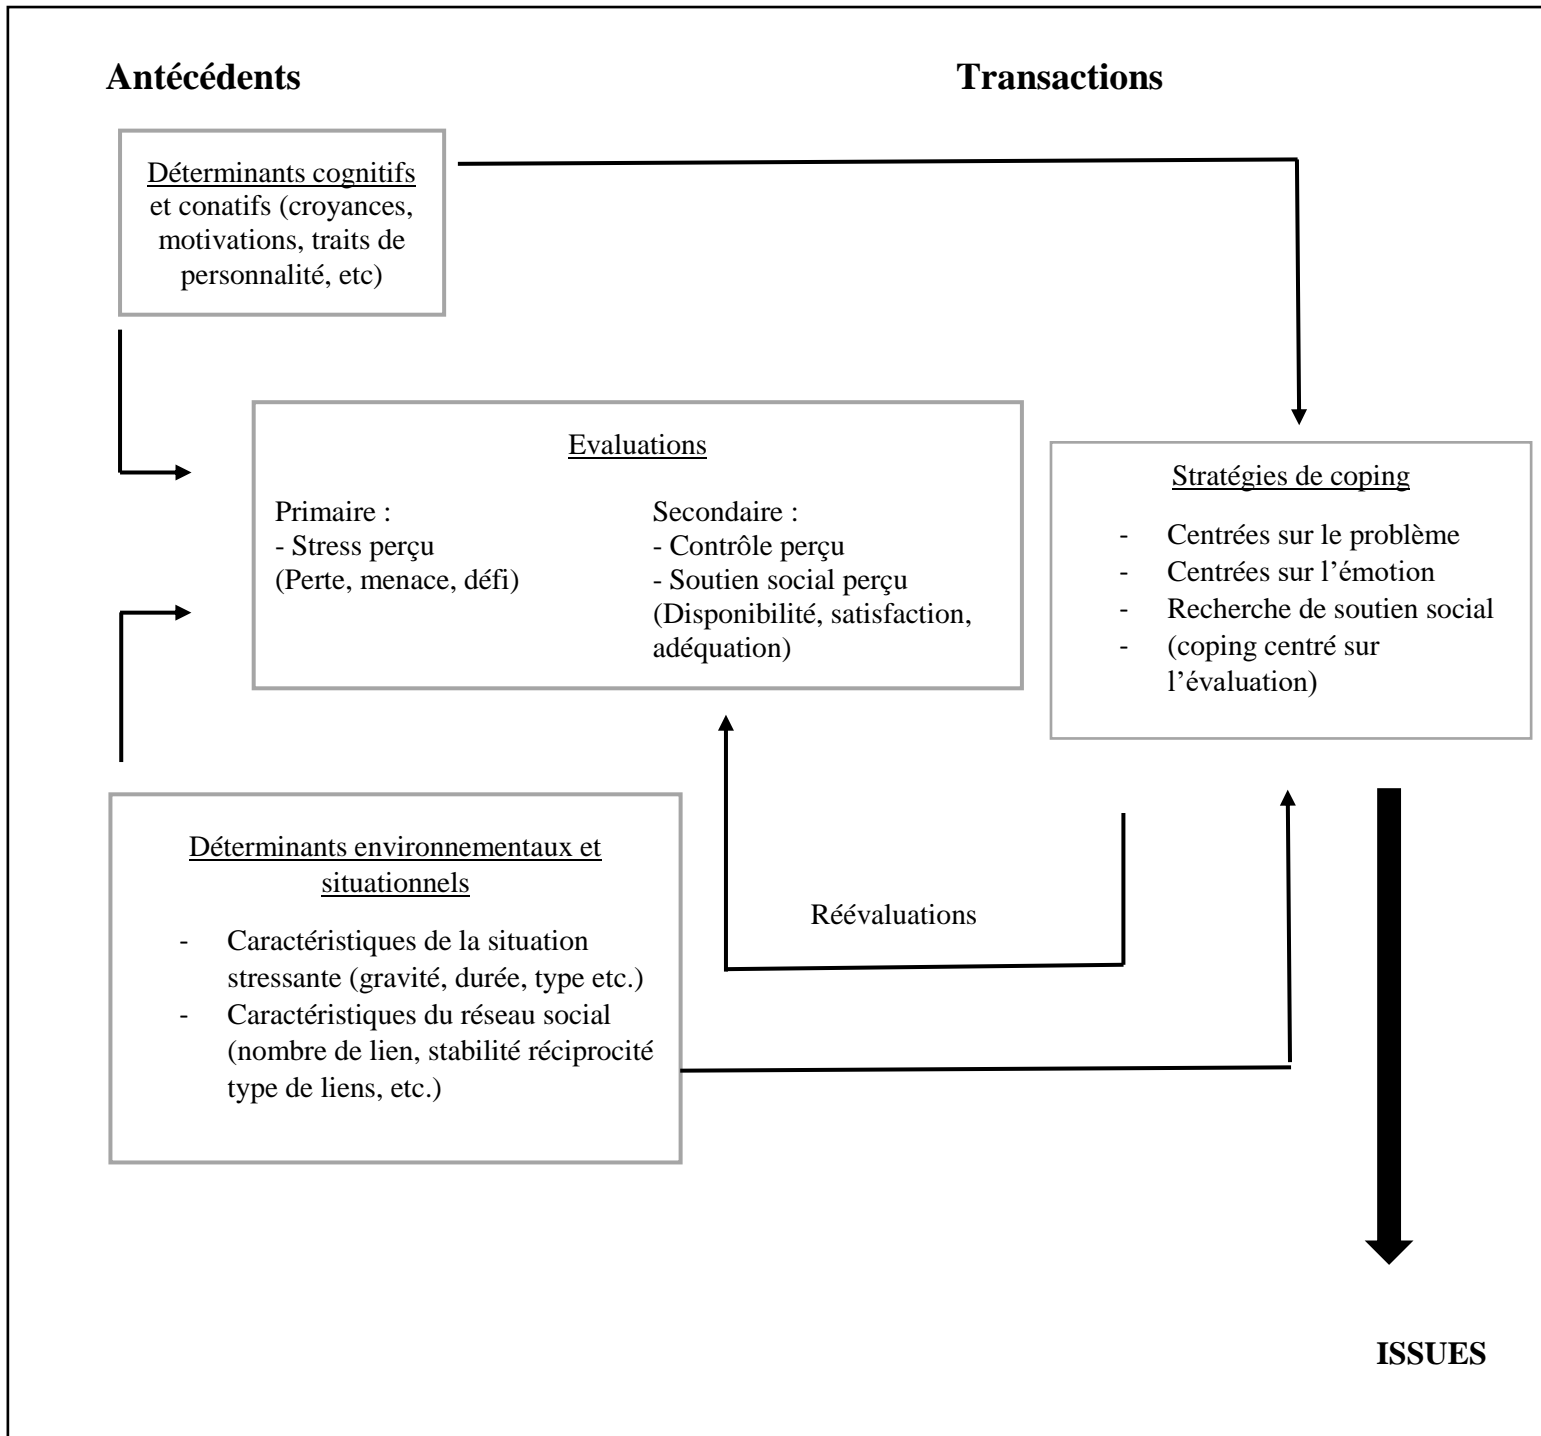 Antécédents
Transactions
Déterminants cognitifs
et conatifs (croyances,
motivations, traits de
personnalité, etc)
Evaluations
Primaire :
- Stress perçu
(Perte, menace, défi)
Secondaire :
- Contrôle perçu
- Soutien social perçu
(Disponibilité, satisfaction,
adéquation)
Stratégies de coping
- Centrées sur le problème
- Centrées sur l’émotion
- Recherche de soutien social
- (coping centré sur
l’évaluation)
Déterminants environnementaux et
situationnels
- Caractéristiques de la situation
stressante (gravité, durée, type etc.)
- Caractéristiques du réseau social
(nombre de lien, stabilité réciprocité
type de liens, etc.)
Réévaluations
ISSUES